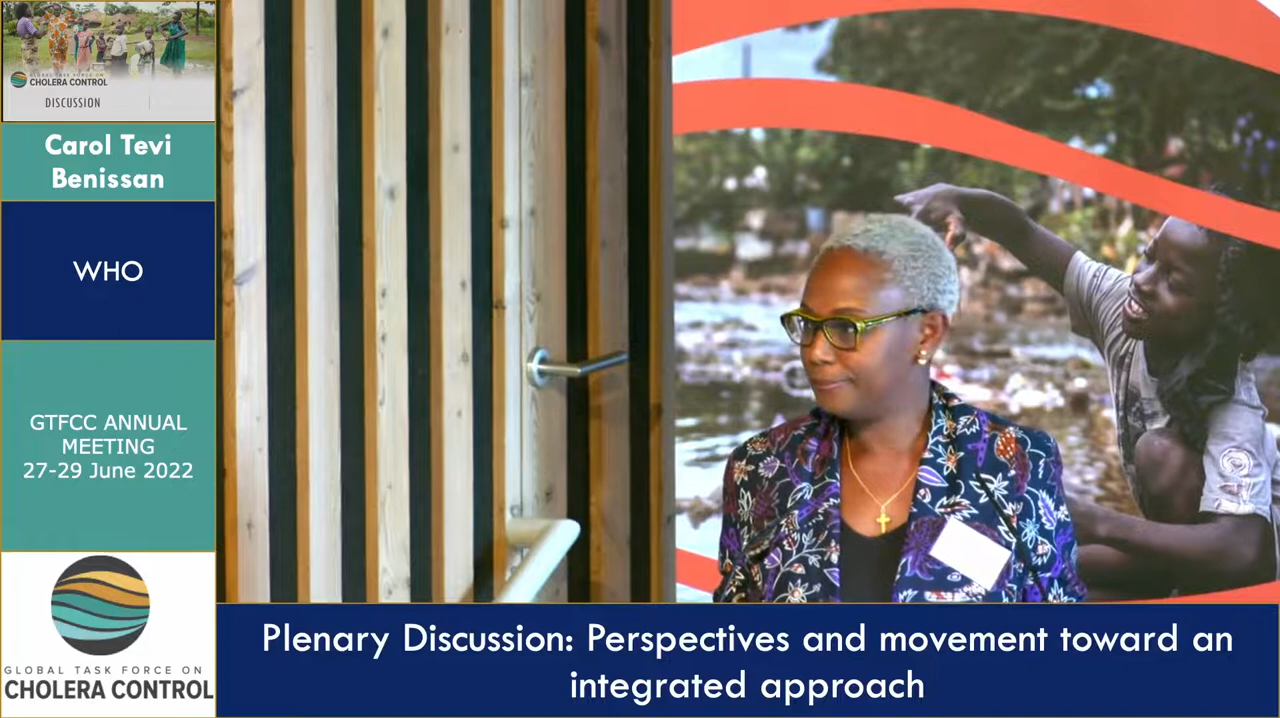 GLOBAL TASK FORCE ON
CHOLERA CONTROL
DISCUSSION
Carol Tevi
Benissan
WHO
GTFCC ANNUAL
MEETING
27-29 June 2022
GLOBAL TASK FORCE ON
CHOLERA CONTROL
Plenary Discussion: Perspectives and movement toward an
integrated approach